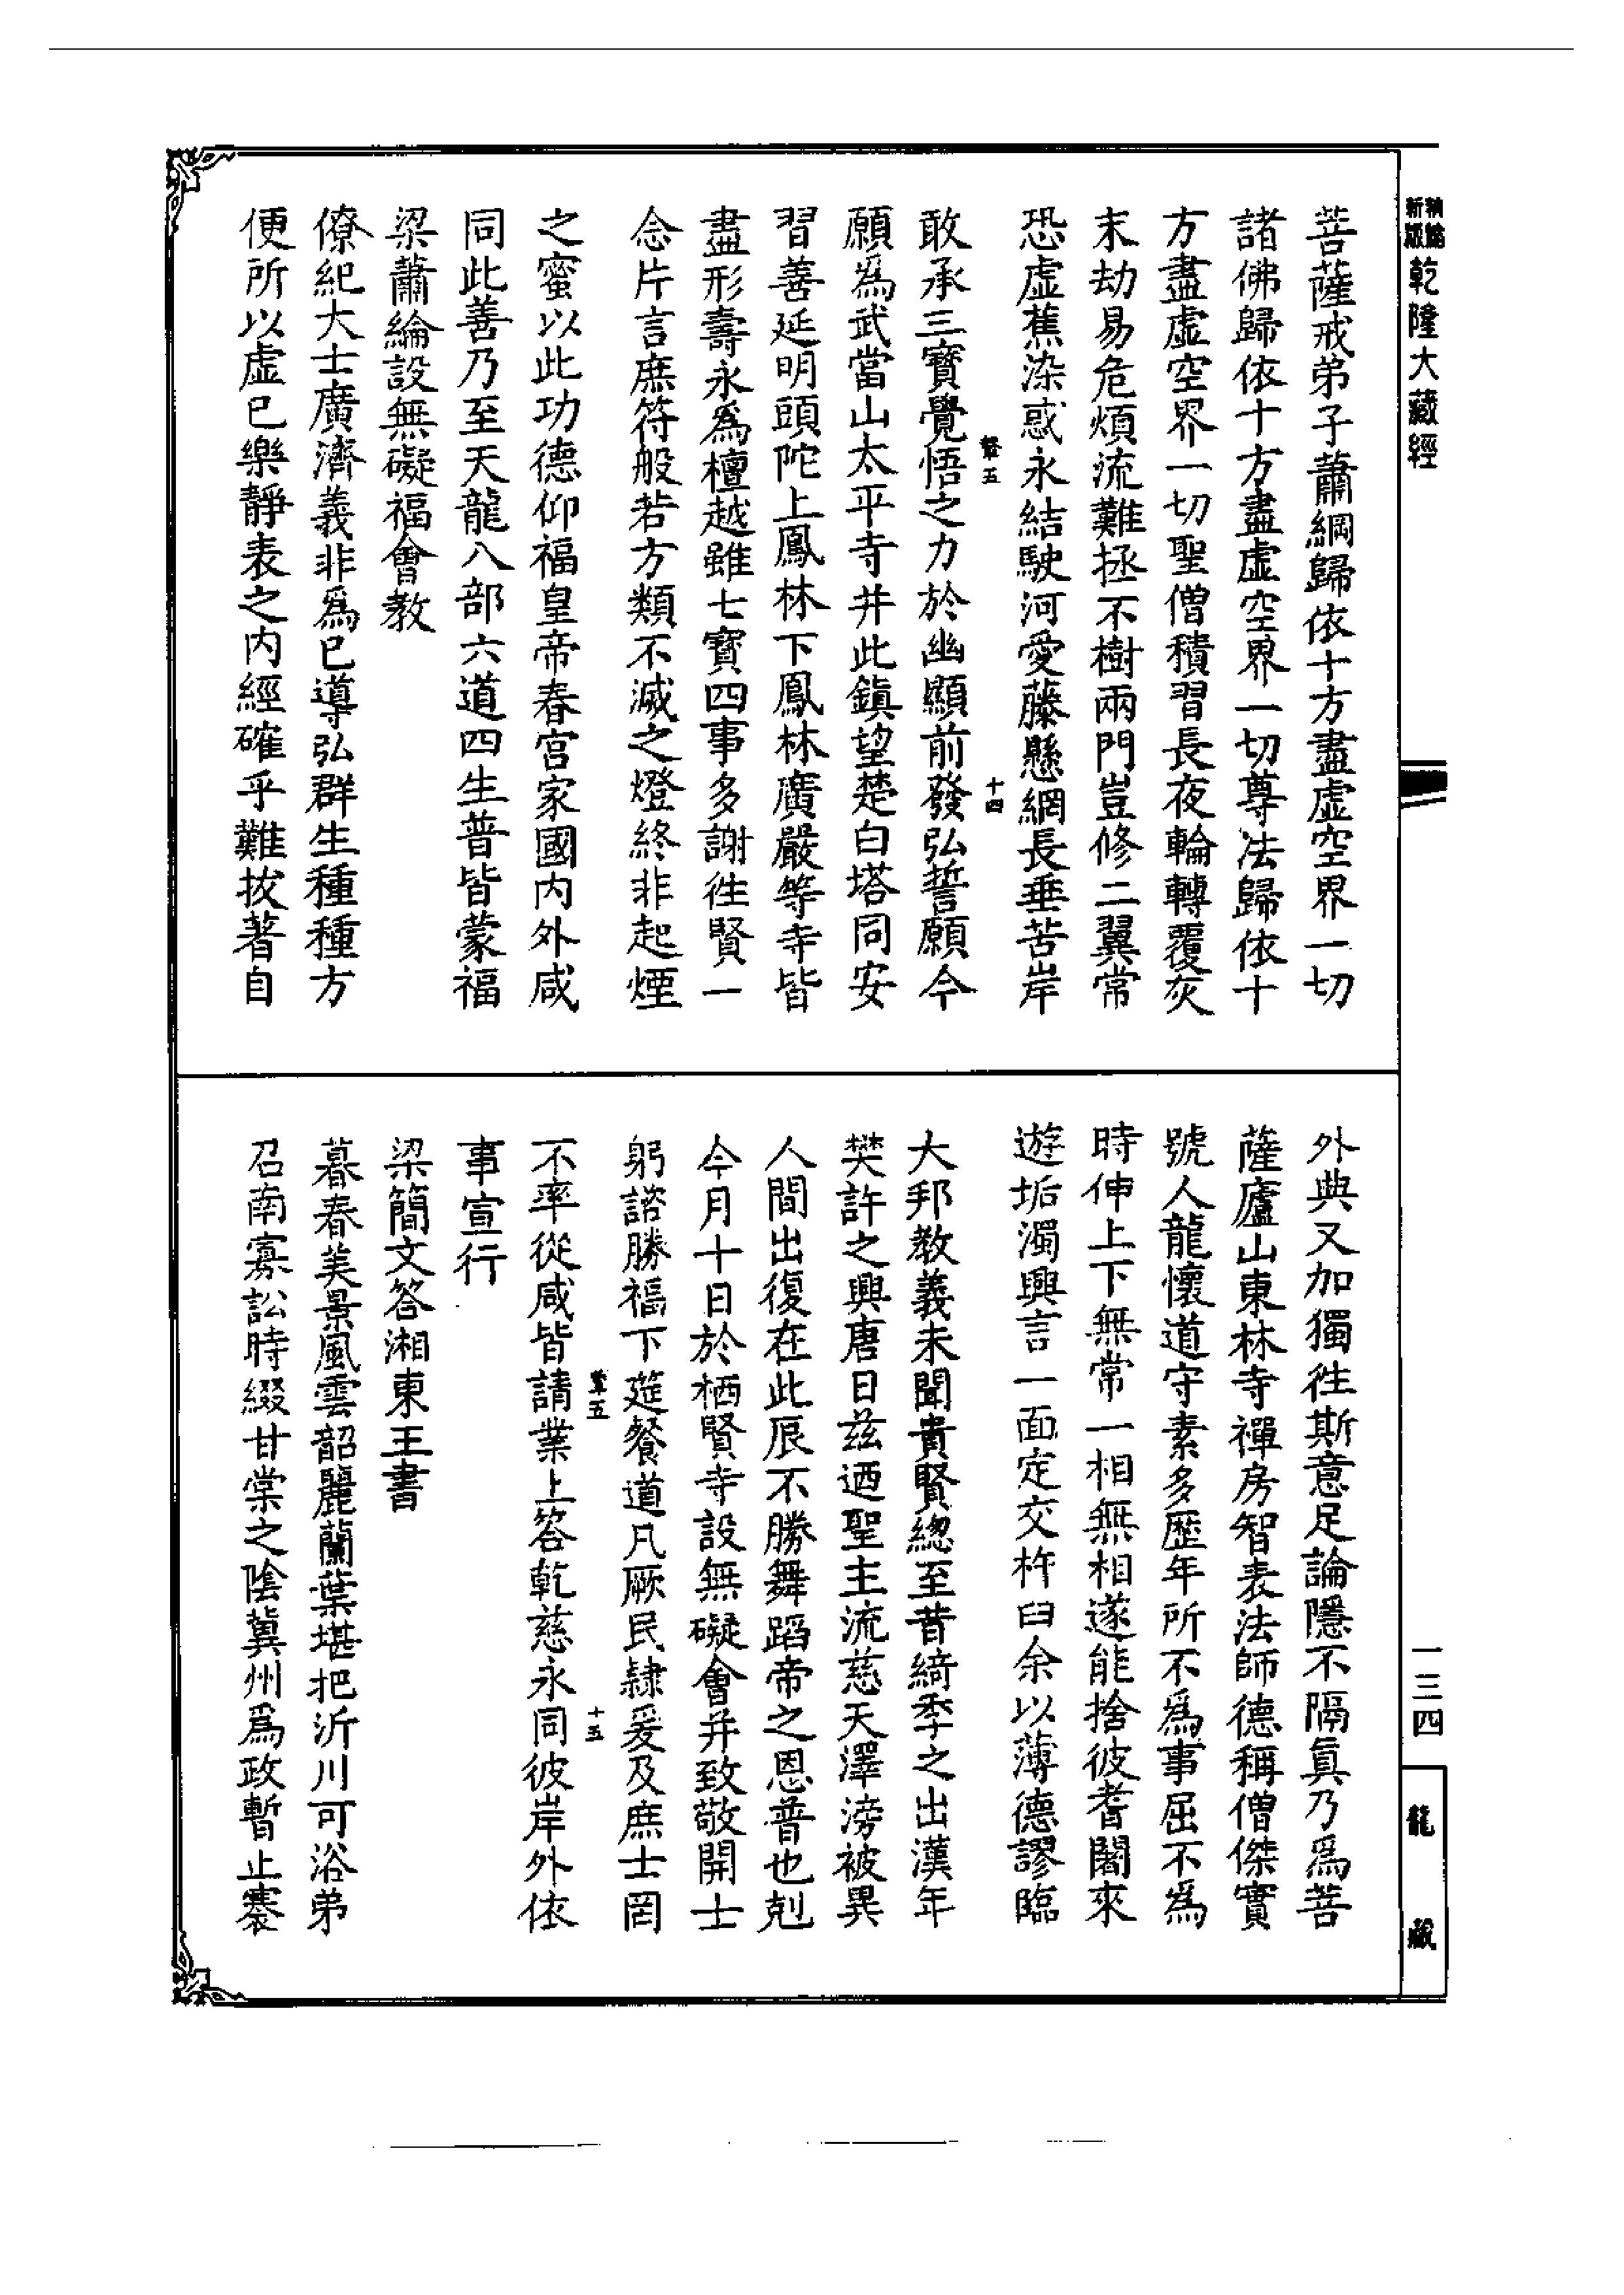 新版
精縮
乾隆大藏經
一三四
龍藏
菩薩戒弟子蕭綱歸依十方盡虛空界一切
諸佛歸依十方盡虛空界一切尊法歸依十
方盡虛空界一切聖僧積習長夜輪轉覆灰
末劫易危煩流難拯不樹兩門豈修二翼常
恐虛蕉染惑永結駛河愛藤懸網長垂苦岸
敢承三寶覺悟之力於幽顯前發弘誓願今
願為武當山太平寺并此鎮望楚白塔同安
習善延明頭陀上鳳林下鳳林廣嚴等寺皆
盡形壽永為檀越雖七寶四事多謝往賢一
念片言庶符般若方類不滅之燈終非起煙
之蜜以此功德仰福皇帝春宮家國內外咸
同此善乃至天龍八部六道四生普皆蒙福
梁蕭綸設無礙福會教
僚紀大士廣濟義非為已導弘群生種種方
便所以虛已樂靜表之內經確乎難拔著自
外典又加獨往斯意足論隱不隔真乃為菩
薩廬山東林寺禪房智表法師德稱僧傑實
號人龍懷道守素多歷年所不為事屈不為
時伸上下無常一相無相遂能捨彼耆闍來
遊垢濁興言一面定交杵臼余以薄德謬臨
大邦教義未聞貴賢總至昔綺季之出漢年
樊許之興唐日茲迺聖主流慈天澤滂被異
人間出復在此辰不勝舞蹈帝之恩普也剋
今月十日於栖賢寺設無礙會并致敬開士
躬諮勝福下筵餐道凡厥民隸爰及庶士罔
不率從咸皆請業上答乾慈永同彼岸外依
事宣行
梁簡文答湘東王書
暮春美景風雲韶麗蘭葉堪把沂川可浴弟
召南寡訟時綴甘棠之陰冀州為政暫止褰
五
十四
五
十五